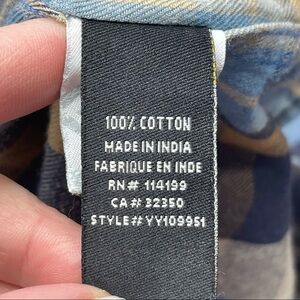 100% COTTON
MADE IN INDIA
FABRIQUE EN INDE
RN# 114199
CA# 32350
STYLE# YY109951